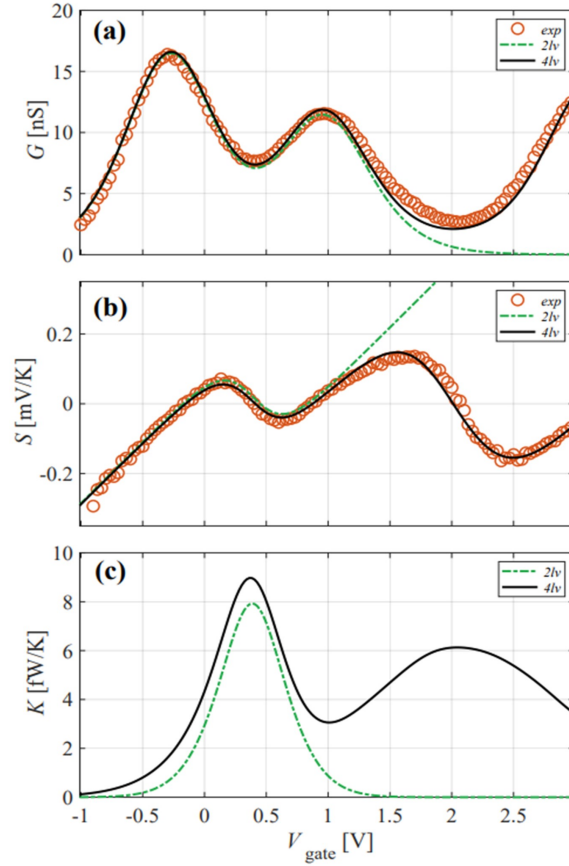 (a)
G [nS]
20
15
10
5
0
exp
2lv
4lv
(b)
S [mV/K]
0.2
0
-0.2
exp
2lv
4lv
(c)
K [fW/K]
10
8
6
4
2
0
2lv
4lv
-1 -0.5 0 0.5 1 1.5 2 2.5
V gate [V]